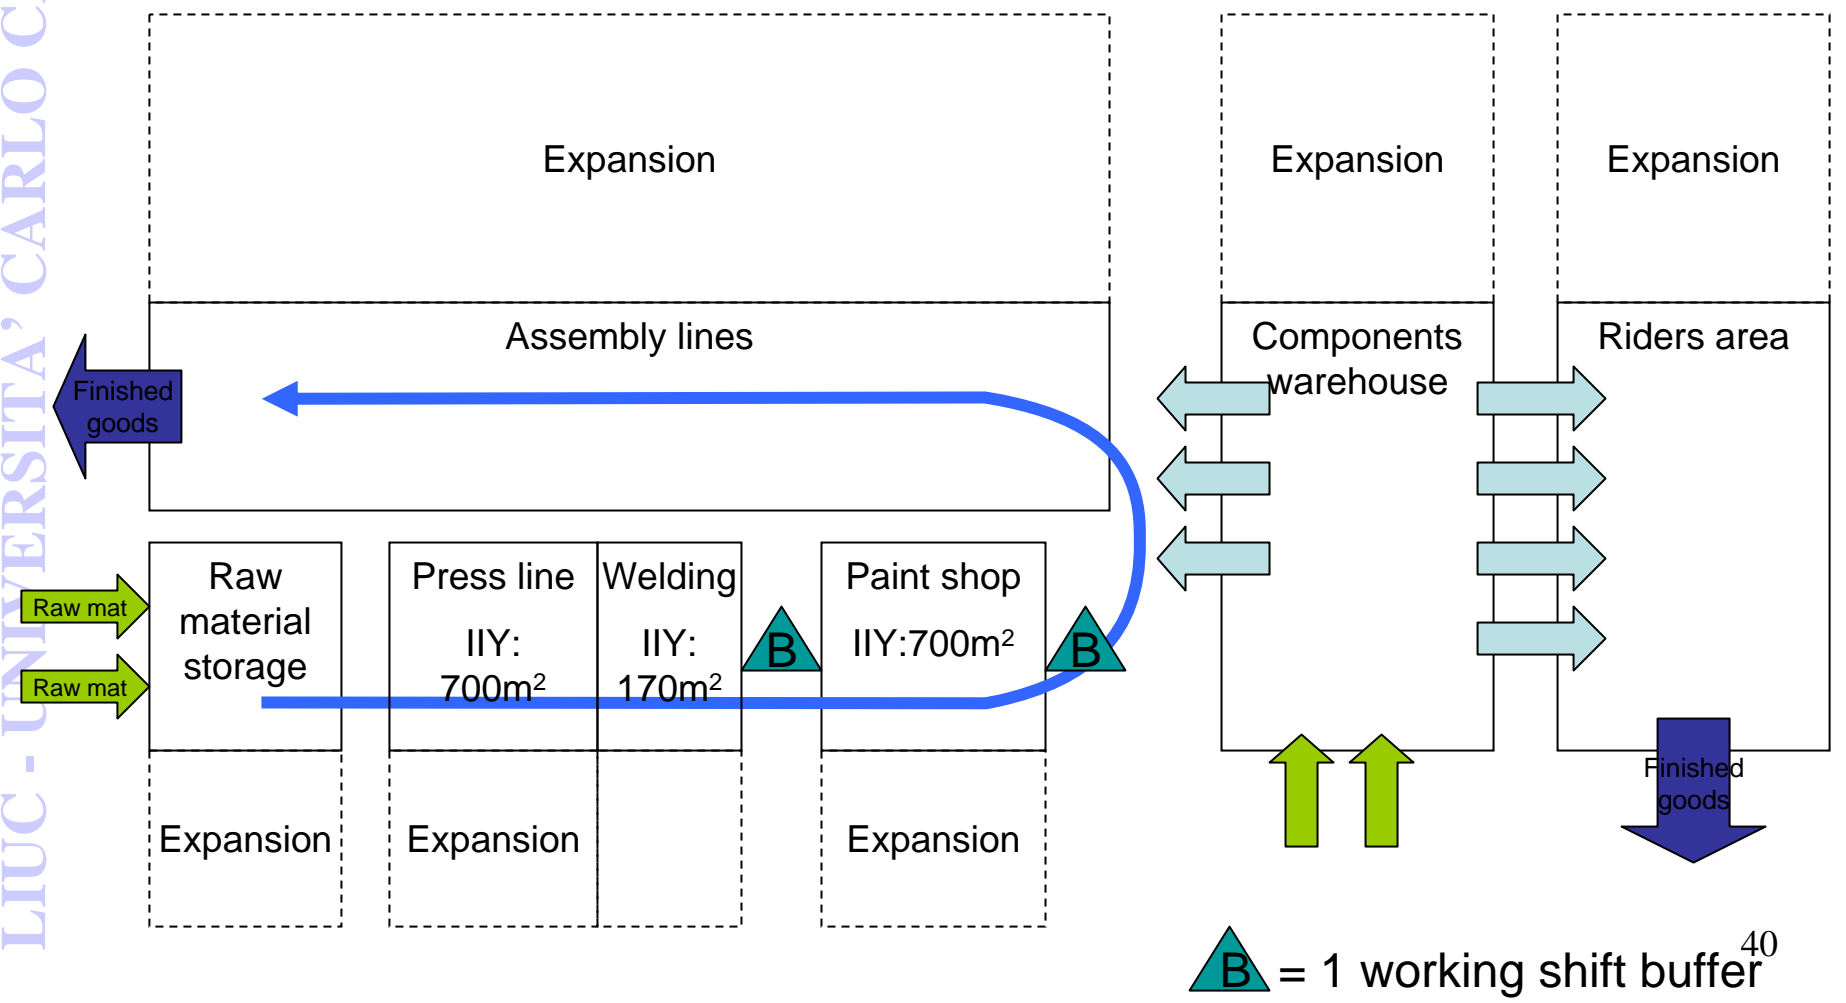 LIUC - UNIVERSITA' CARLO C
Expansion
Expansion
Expansion
Assembly lines
Components
warehouse
Riders area
Finished
goods
Raw mat
Raw mat
Raw
material
storage
Press line
IIY:
700m²
Welding
IIY:
170m²
B
Paint shop
IIY:700m²
B
Expansion
Expansion
Expansion
Finished
goods
B = 1 working shift buffer
40